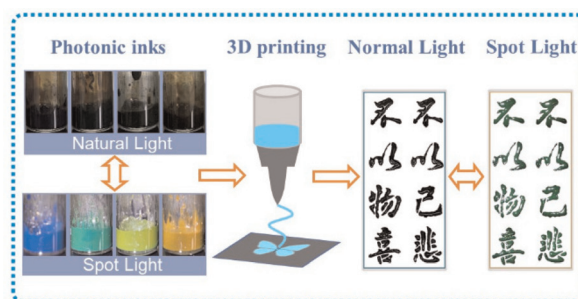 Photonic inks
Natural Light
Spot Light
3D printing
Normal Light
不以物喜
不以己悲
Spot Light
不以物喜
不以己悲